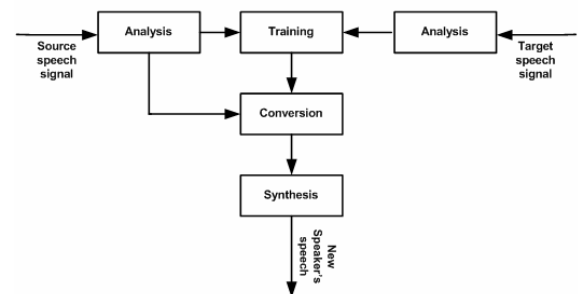 Analysis
Training
Analysis
Source
speech
signal
Target
speech
signal
Conversion
Synthesis
New
Speaker's
speech